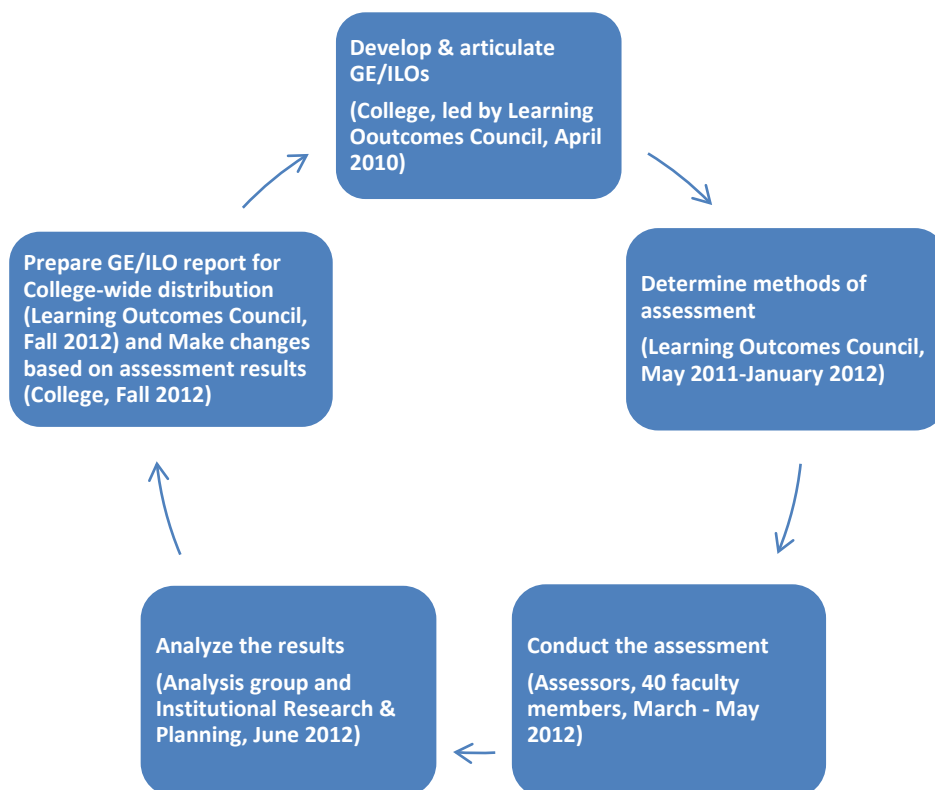 Develop & articulate
GE/ILOs
(College, led by Learning
Ooutcomes Council, April
2010)
Determine methods of
assessment
(Learning Outcomes Council,
May 2011-January 2012)
Conduct the assessment
(Assessors, 40 faculty
members, March - May
2012)
Analyze the results
(Analysis group and
Institutional Research &
Planning, June 2012)
Prepare GE/ILO report for
College-wide distribution
(Learning Outcomes Council,
Fall 2012) and Make changes
based on assessment results
(College, Fall 2012)